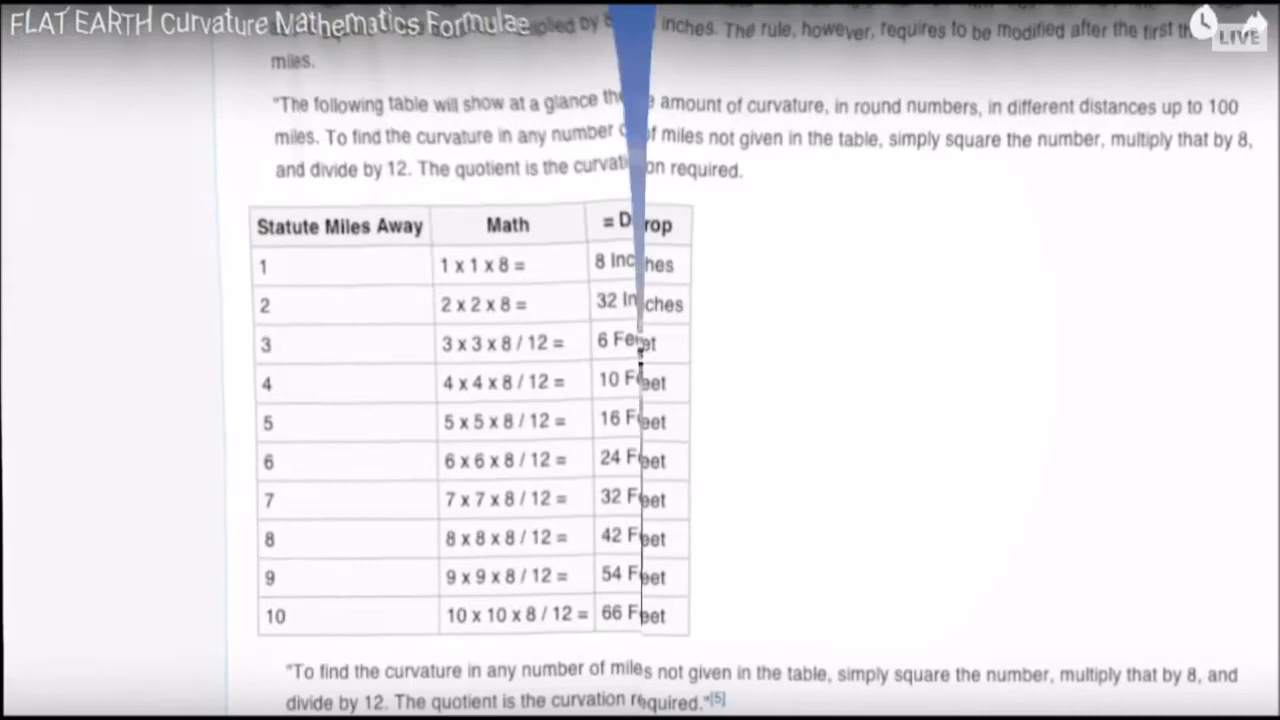 FLAT EARTH Curvature Mathematics Formulae
LIVE
inches. The rule, however, requires to be modified after the first
miles.
"The following table will show at a glance the amount of curvature, in round numbers, in different distances up to 100
miles. To find the curvature in any number of miles not given in the table, simply square the number, multiply that by 8,
and divide by 12. The quotient is the curvation required.
Statute Miles Away Math = Drop
1 1 x 1 x 8 = 8 Inches
2 2 x 2 x 8 = 32 Inches
3 3 x 3 x 8 / 12 = 6 Feet
4 4 x 4 x 8 / 12 = 10 Feet
5 5 x 5 x 8 / 12 = 16 Feet
6 6 x 6 x 8 / 12 = 24 Feet
7 7 x 7 x 8 / 12 = 32 Feet
8 8 x 8 x 8 / 12 = 42 Feet
9 9 x 9 x 8 / 12 = 54 Feet
10 10 x 10 x 8 / 12 = 66 Feet
"To find the curvature in any number of miles not given in the table, simply square the number, multiply that by 8, and
divide by 12. The quotient is the curvation required."[5]